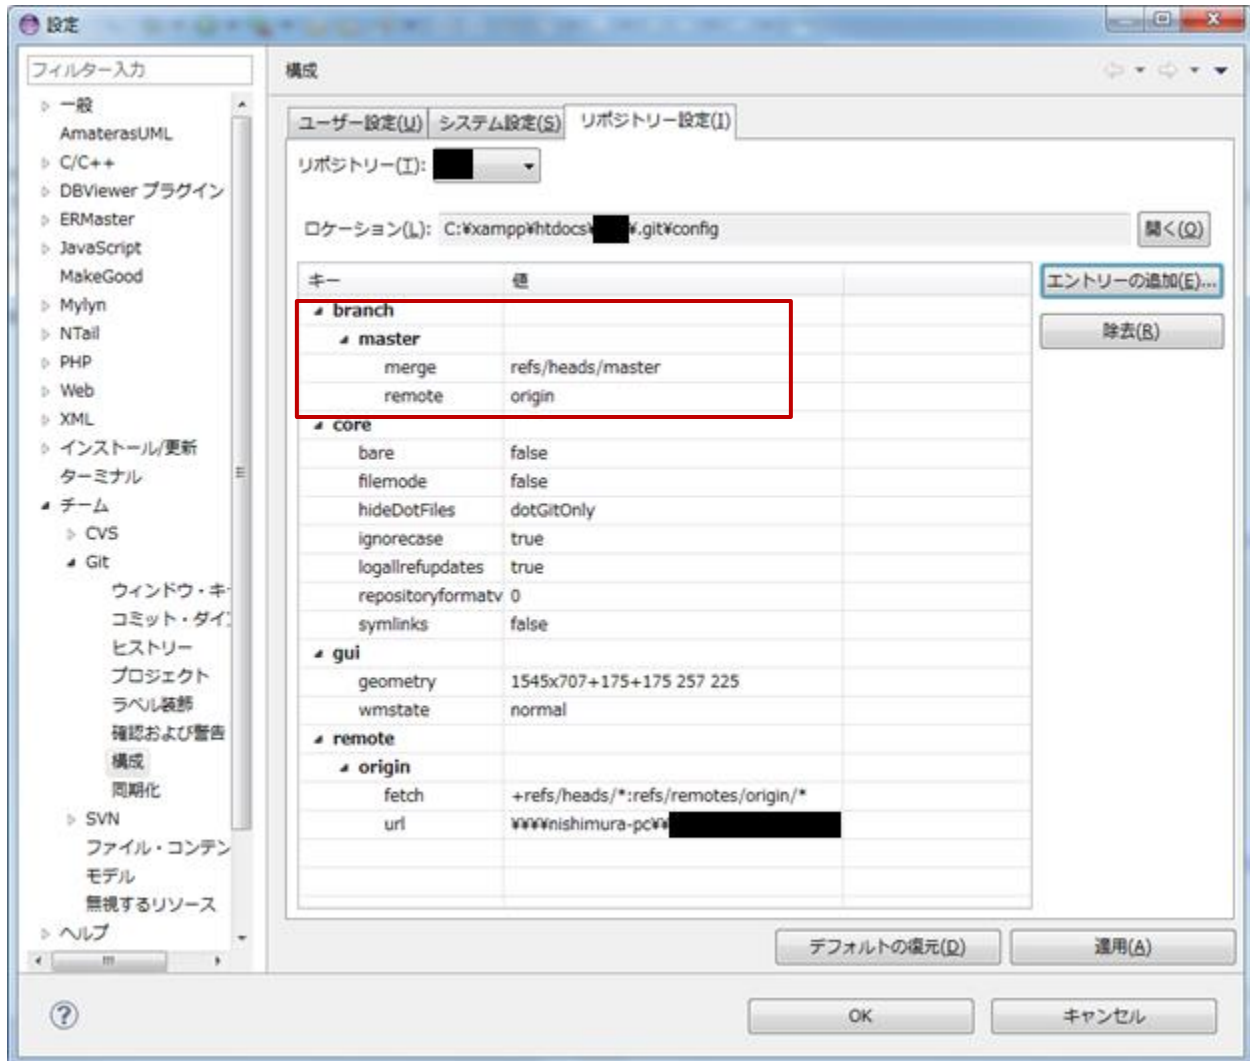 設定
フィルター入力
一般
AmaterasUML
C/C++
DBViewer プラグイン
ERMaster
JavaScript
MakeGood
Mylyn
NTail
PHP
Web
XML
インストール/更新
ターミナル
チーム
CVS
Git
ウィンドウ・キ
コミット・ダイ
ヒストリー
プロジェクト
ラベル装飾
確認および警告
構成
同期化
SVN
ファイル・コンテン
モデル
無視するリソース
ヘルプ
構成
ユーザー設定(U) システム設定(S) リポジトリー設定(I)
リポジトリー(T):
ロケーション(L): C:¥xampp¥htdocs¥ ¥.git¥config 開く(O)
キー 値
branch
master
merge refs/heads/master
remote origin
core
bare false
filemode false
hideDotFiles dotGitOnly
ignorecase true
logallrefupdates true
repositoryformatv 0
symlinks false
gui
geometry 1545x707+175+175 257 225
wmstate normal
remote
origin
fetch +refs/heads/*:refs/remotes/origin/*
url ¥¥¥¥nishimura-pc¥¥
エントリーの追加(E)...
除去(R)
デフォルトの復元(D) 適用(A)
OK キャンセル